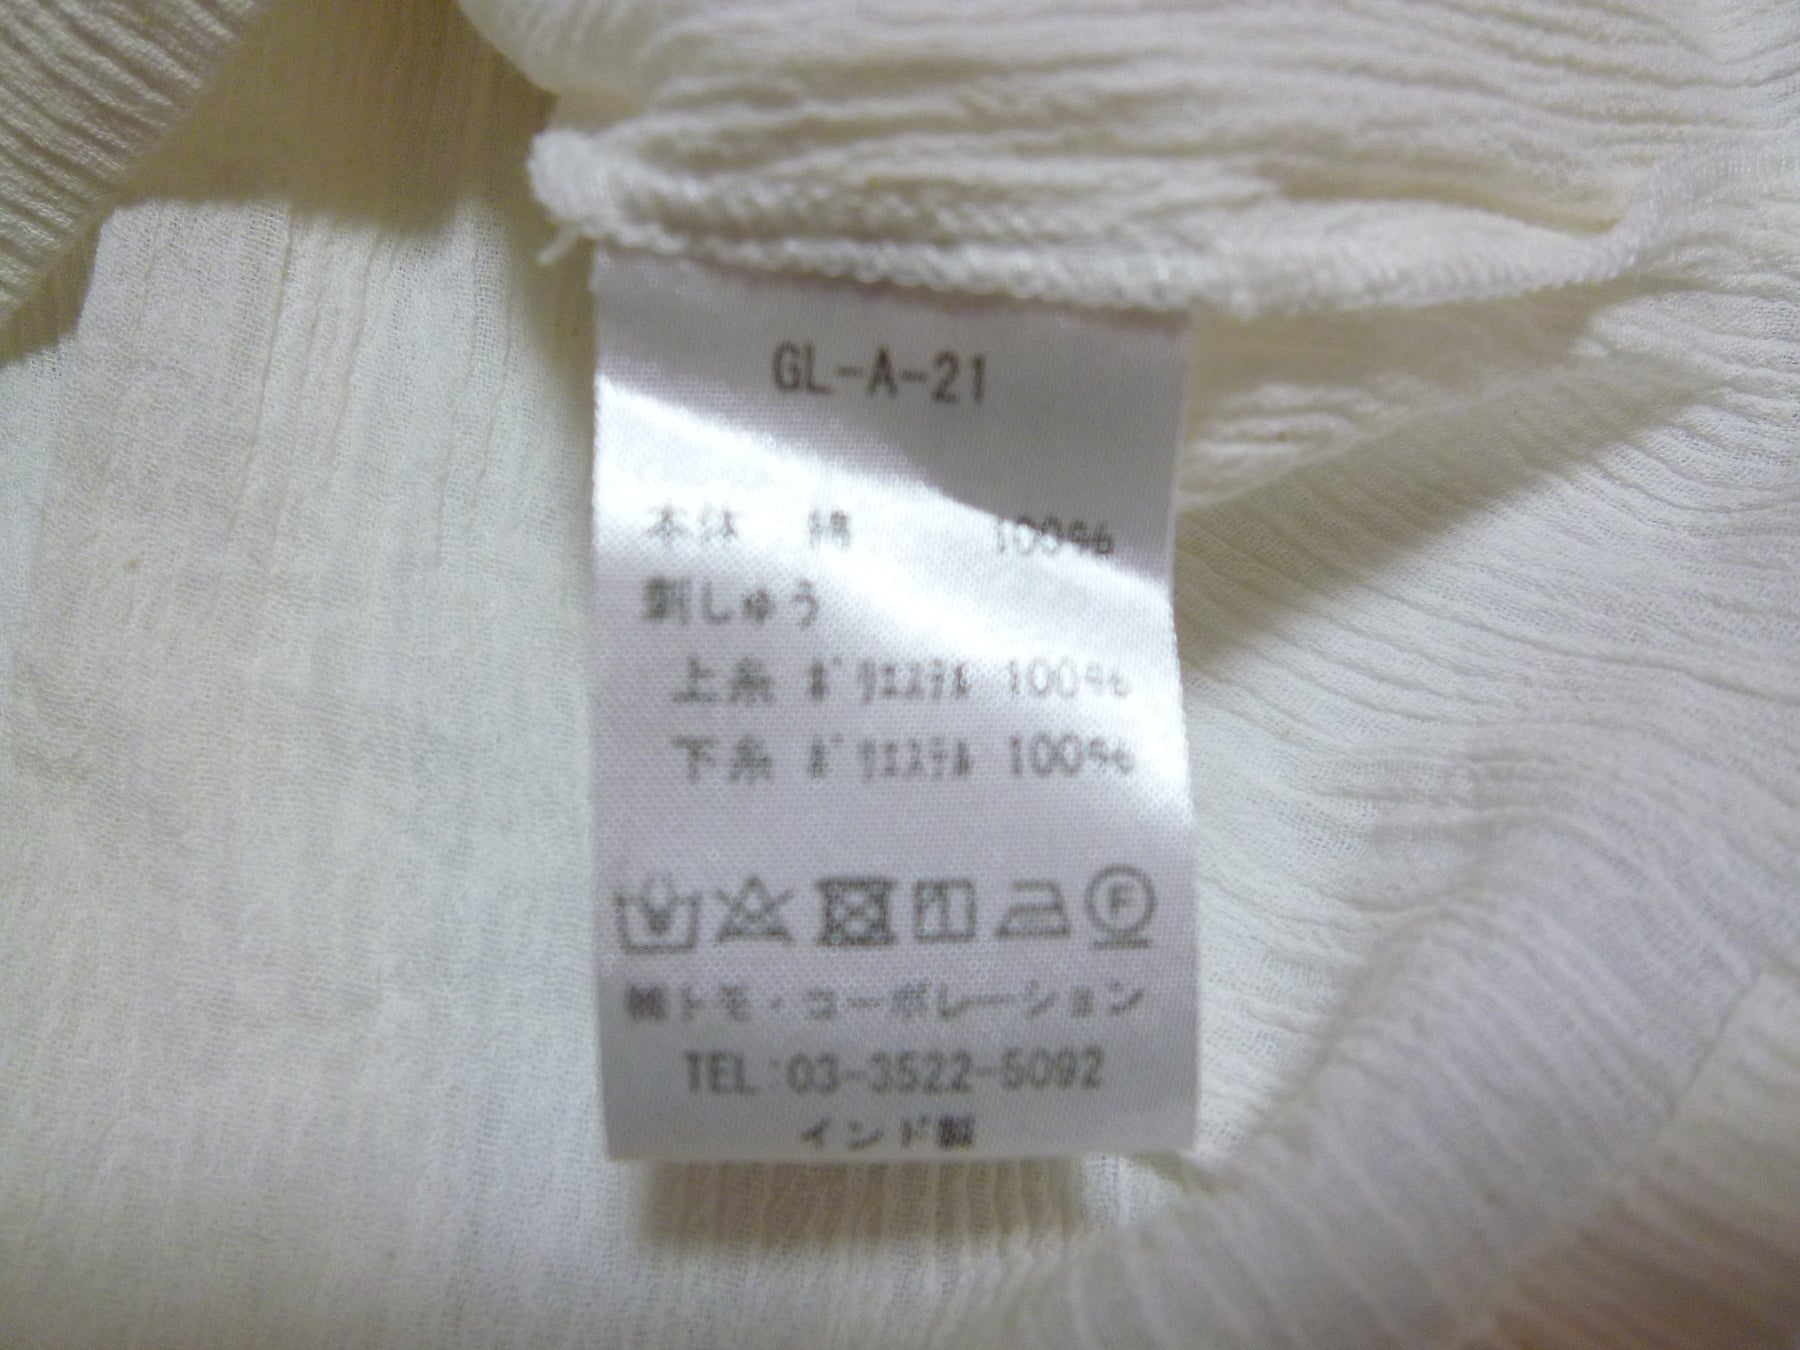 GL-A-21
本体 綿 100%
刺しゅう
上糸 ﾎﾟﾘｴｽﾃﾙ 100%
下糸 ﾎﾟﾘｴｽﾃﾙ 100%
㈱トモ・コーポレーション
TEL:03-3522-5092
インド製